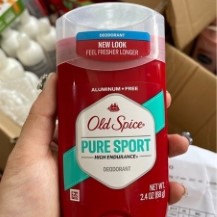 DEODORANT
NEW LOOK
FEEL FRESHER LONGER
ALUMINUM-FREE
Old Spice
PURE SPORT
HIGH ENDURANCE
DEODORANT
NET WT
2.4 OZ (68 g)